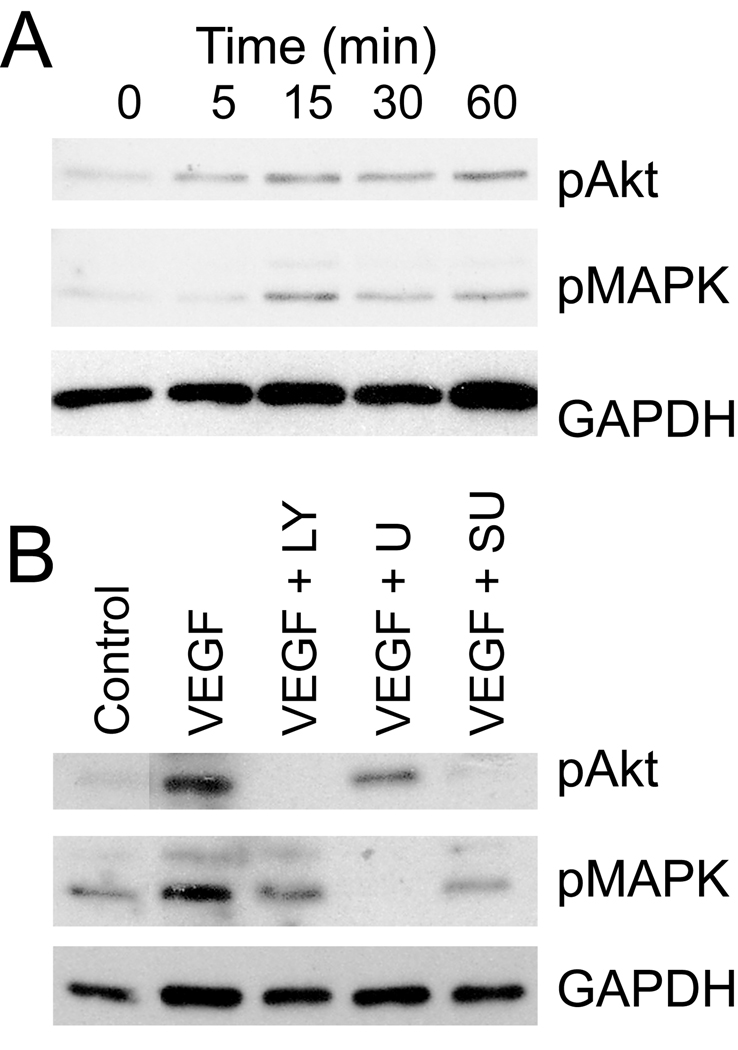 A
Time (min)
0 5 15 30 60
pAkt
pMAPK
GAPDH
B
Control
VEGF
VEGF + LY
VEGF + U
VEGF + SU
pAkt
pMAPK
GAPDH